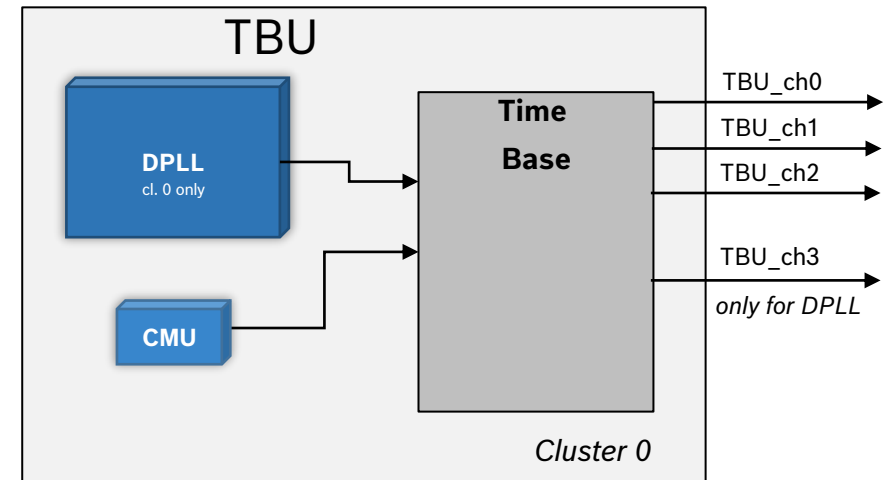 TBU
DPLL
cl. 0 only
CMU
Time
Base
TBU_ch0
TBU_ch1
TBU_ch2
TBU_ch3
only for DPLL
Cluster 0